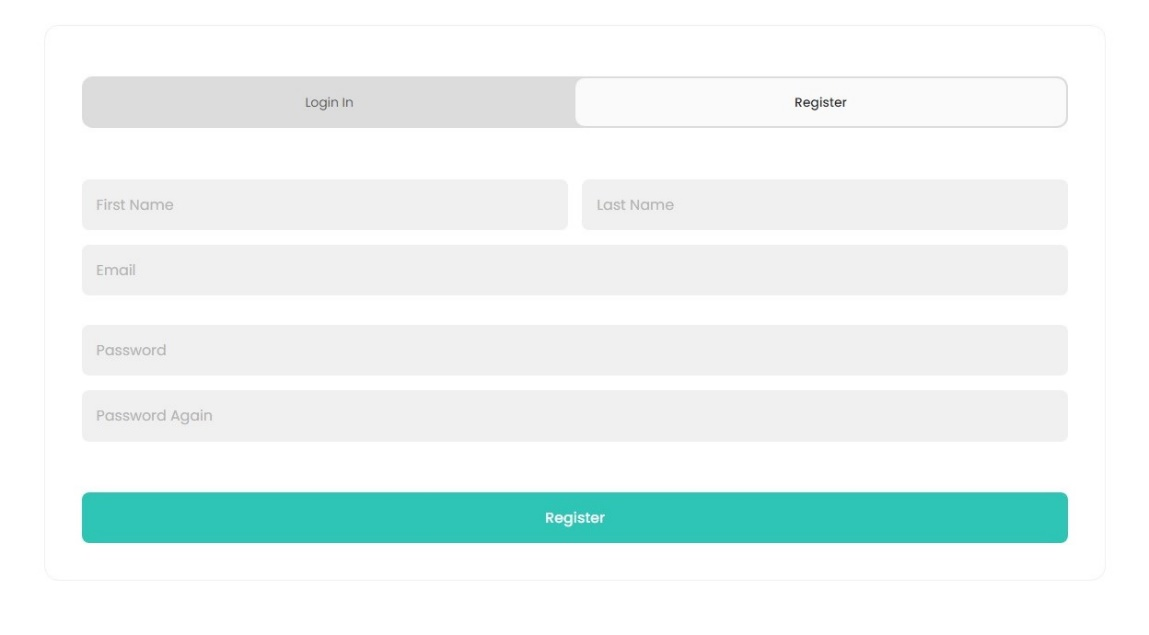 Login In
Register
First Name
Last Name
Email
Password
Password Again
Register